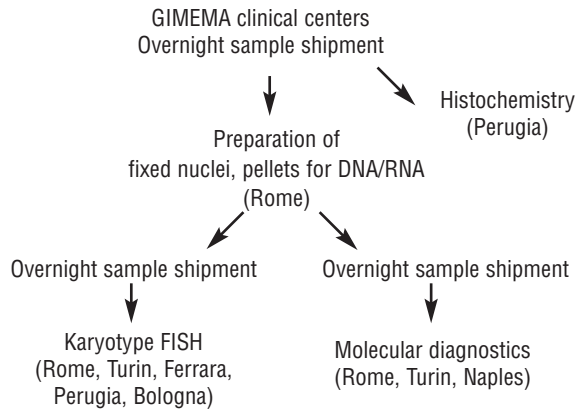 GIMEMA clinical centers
Overnight sample shipment
Histochemistry
(Perugia)
Preparation of
fixed nuclei, pellets for DNA/RNA
(Rome)
Overnight sample shipment
Overnight sample shipment
Karyotype FISH
(Rome, Turin, Ferrara,
Perugia, Bologna)
Molecular diagnostics
(Rome, Turin, Naples)